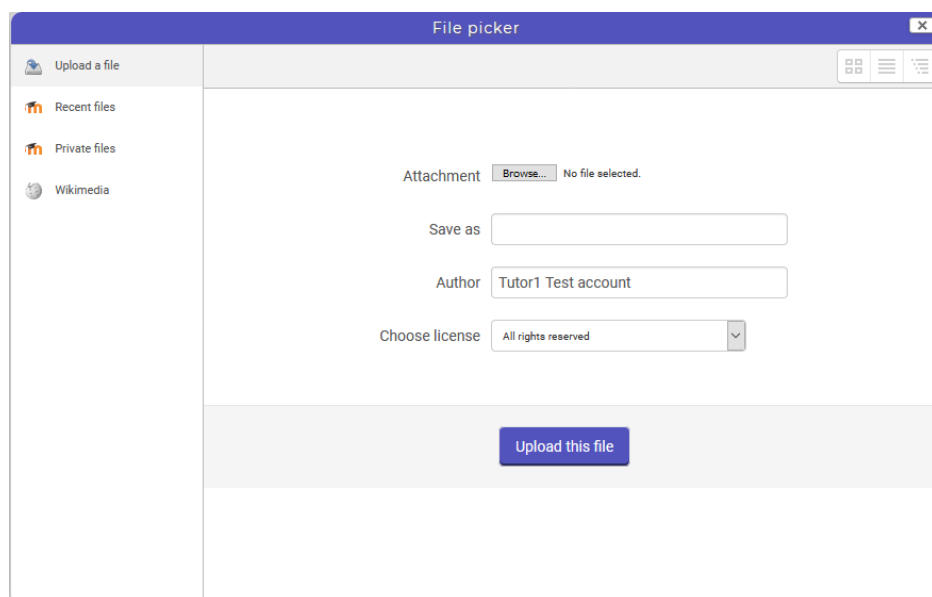 File picker
Upload a file
Recent files
Private files
Wikimedia
Attachment Browse... No file selected.
Save as
Author Tutor1 Test account
Choose license All rights reserved
Upload this file